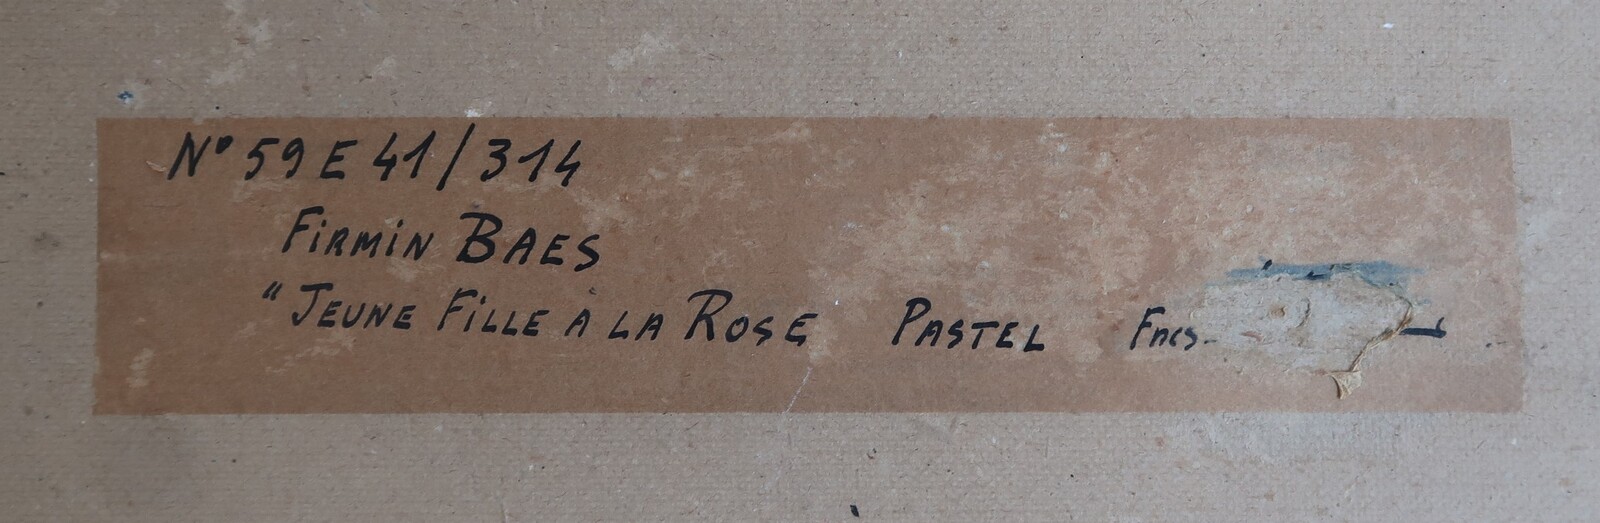 N° 59 E 41/314
FiRMiN BAES
“JEUNE FiLLE A LA ROSE PASTEL Fncs.